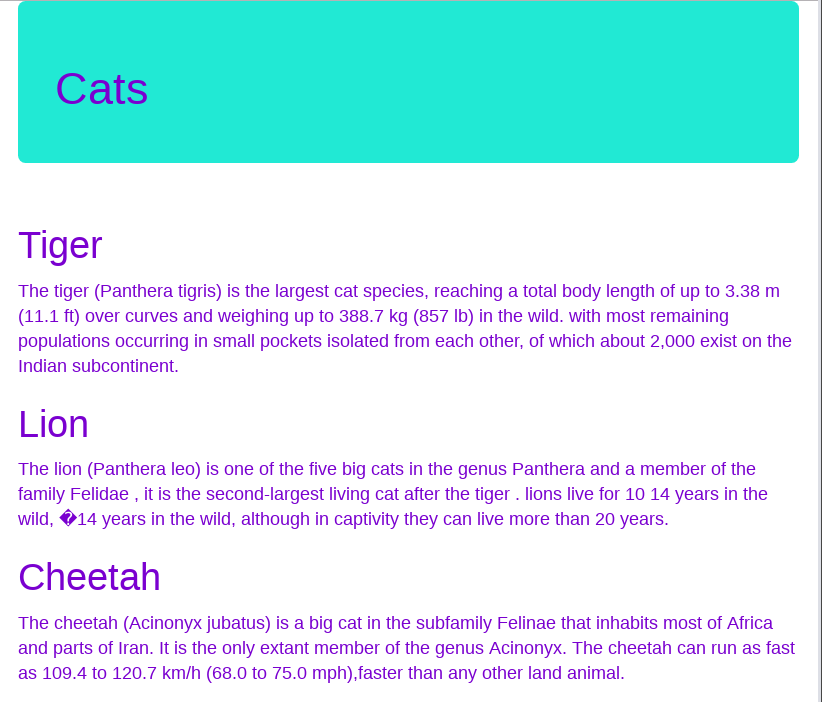 Cats
Tiger
The tiger (Panthera tigris) is the largest cat species, reaching a total body length of up to 3.38 m
(11.1 ft) over curves and weighing up to 388.7 kg (857 lb) in the wild. with most remaining
populations occurring in small pockets isolated from each other, of which about 2,000 exist on the
Indian subcontinent.
Lion
The lion (Panthera leo) is one of the five big cats in the genus Panthera and a member of the
family Felidae , it is the second-largest living cat after the tiger . lions live for 10 14 years in the
wild, �14 years in the wild, although in captivity they can live more than 20 years.
Cheetah
The cheetah (Acinonyx jubatus) is a big cat in the subfamily Felinae that inhabits most of Africa
and parts of Iran. It is the only extant member of the genus Acinonyx. The cheetah can run as fast
as 109.4 to 120.7 km/h (68.0 to 75.0 mph),faster than any other land animal.